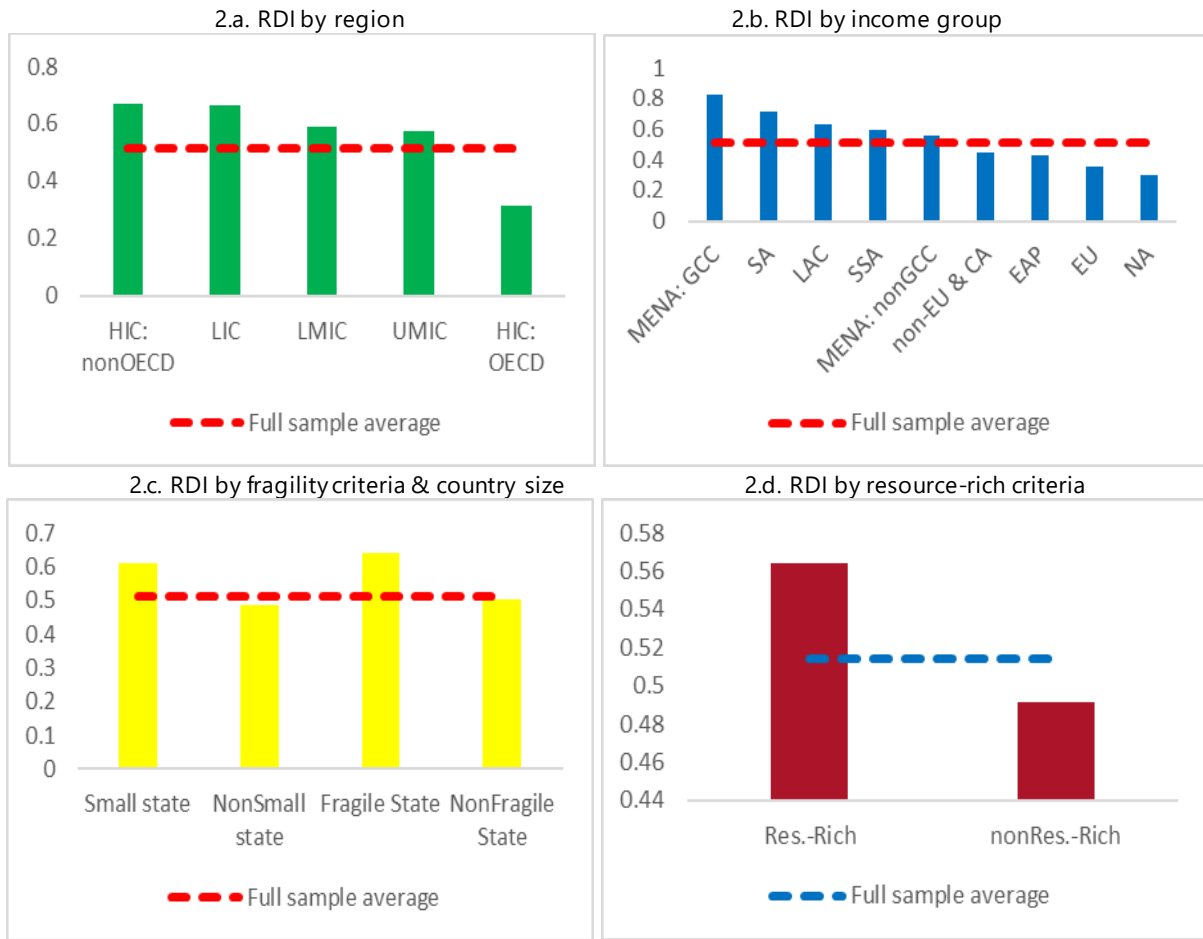 2.a. RDI by region
0.8
0.6
0.4
0.2
0
HIC:
nonOECD
LIC
LMIC
UMIC
HIC:
OECD
Full sample average
2.b. RDI by income group
1
0.8
0.6
0.4
0.2
0
MENA: GCC
SA
LAC
SSA
MENA: nonGCC
non-EU & CA
EAP
EU
NA
Full sample average
2.c. RDI by fragility criteria & country size
0.7
0.6
0.5
0.4
0.3
0.2
0.1
0
Small state
NonSmall
state
Fragile State
NonFragile
State
Full sample average
2.d. RDI by resource-rich criteria
0.58
0.56
0.54
0.52
0.5
0.48
0.46
0.44
Res.-Rich
nonRes.-Rich
Full sample average